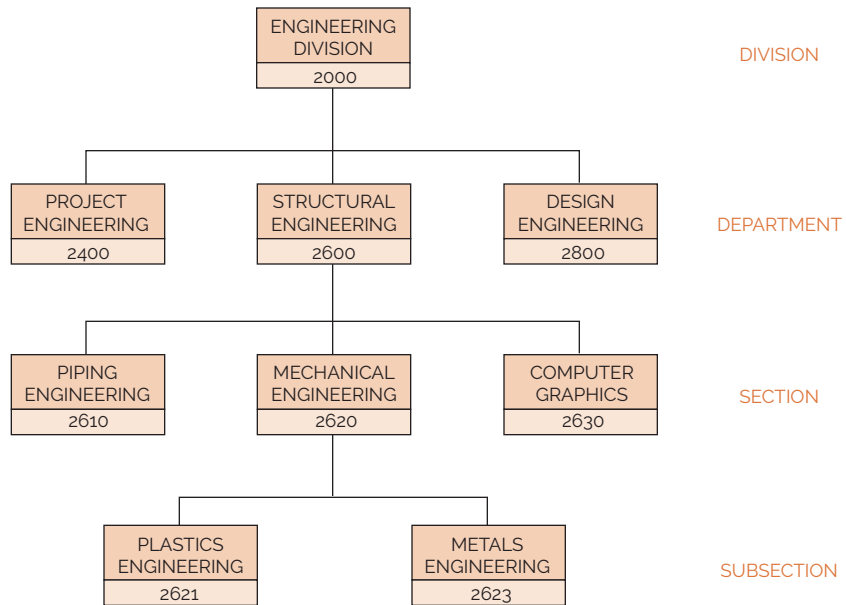 ENGINEERING
DIVISION
2000
DIVISION
PROJECT
ENGINEERING
2400
STRUCTURAL
ENGINEERING
2600
DESIGN
ENGINEERING
2800
DEPARTMENT
PIPING
ENGINEERING
2610
MECHANICAL
ENGINEERING
2620
COMPUTER
GRAPHICS
2630
SECTION
PLASTICS
ENGINEERING
2621
METALS
ENGINEERING
2623
SUBSECTION